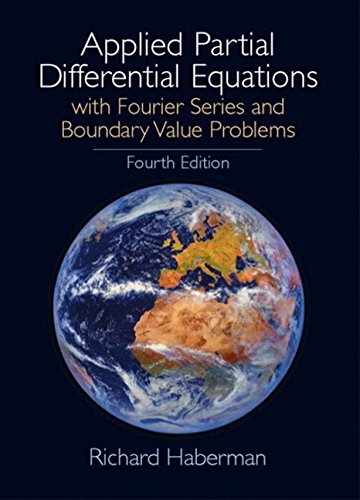 Applied Partial
Differential Equations
with Fourier Series and
Boundary Value Problems
Fourth Edition
Richard Haberman